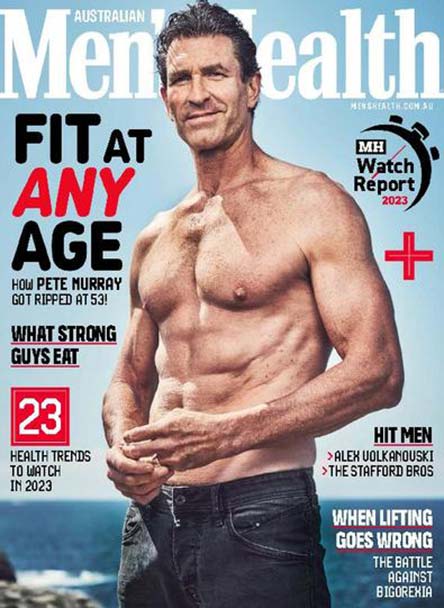 AUSTRALIAN
Men's Health
MENSHEALTH.COM.AU
FIT AT
ANY
AGE
HOW PETE MURRAY
GOT RIPPED AT 53!
WHAT STRONG
GUYS EAT
23
HEALTH TRENDS
TO WATCH
IN 2023
MH
Watch
Report
2023
+
HIT MEN
>ALEX VOLKANOVSKI
>THE STAFFORD BROS
WHEN LIFTING
GOES WRONG
THE BATTLE
AGAINST
BIGOREXIA